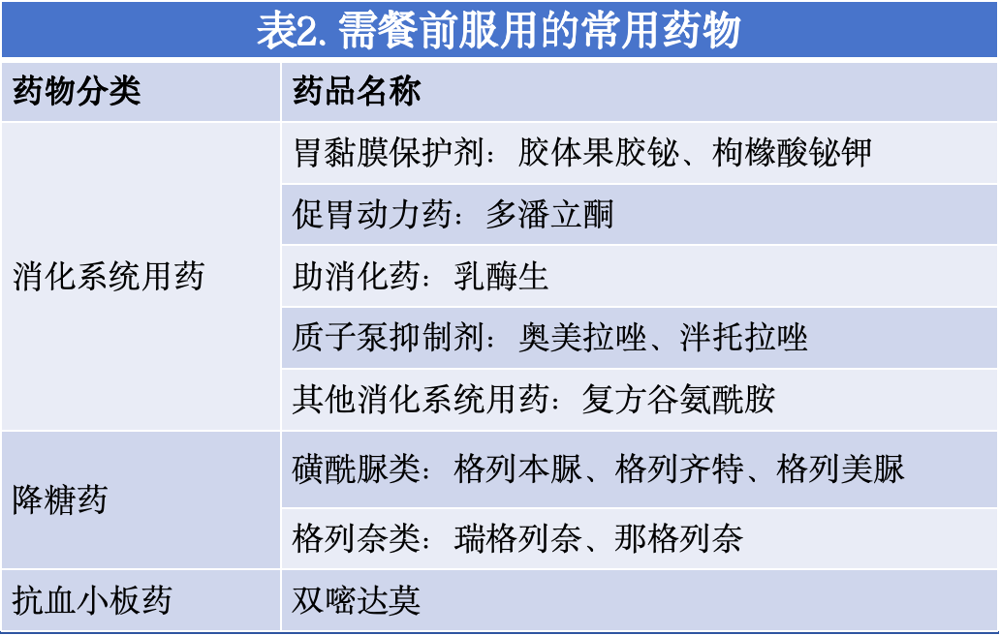 表2.需餐前服用的常用药物
药物分类 药品名称
消化系统用药
胃黏膜保护剂：胶体果胶铋、枸橼酸铋钾
促胃动力药：多潘立酮
助消化药：乳酶生
质子泵抑制剂：奥美拉唑、泮托拉唑
其他消化系统用药：复方谷氨酰胺
降糖药
磺酰脲类：格列本脲、格列齐特、格列美脲
格列奈类：瑞格列奈、那格列奈
抗血小板药 双嘧达莫